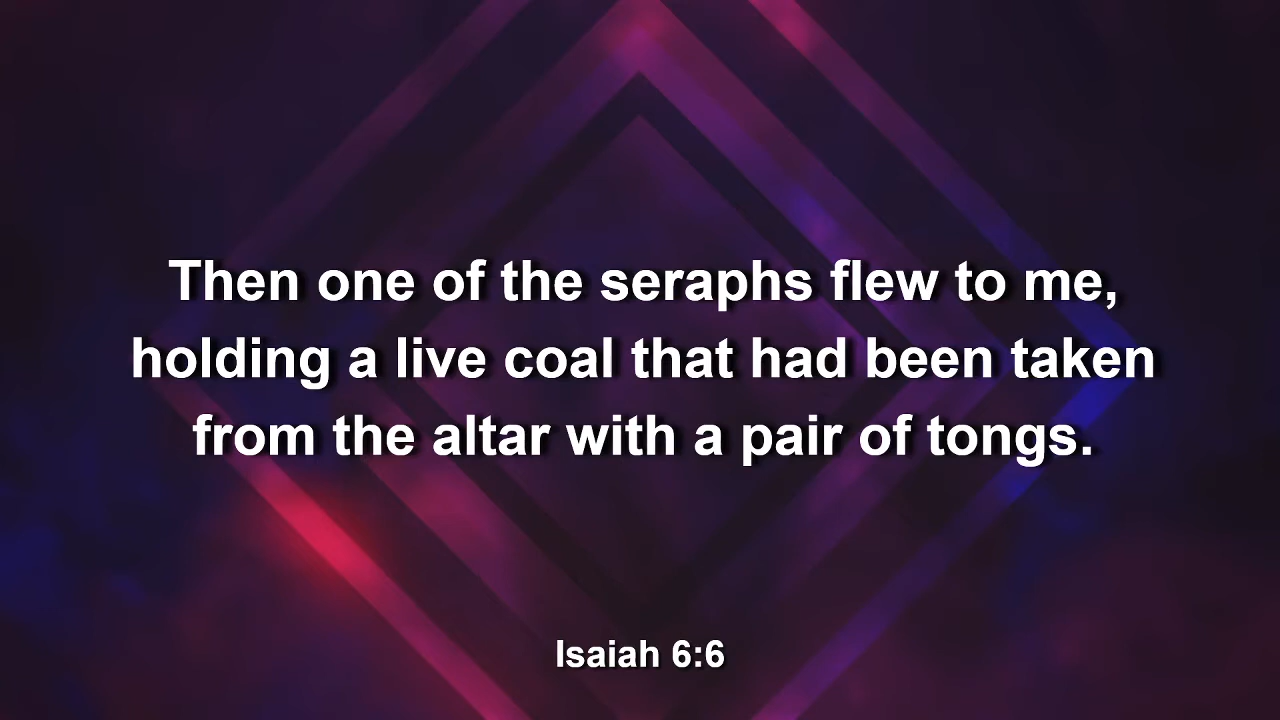 Then one of the seraphs flew to me,
holding a live coal that had been taken
from the altar with a pair of tongs.
Isaiah 6:6